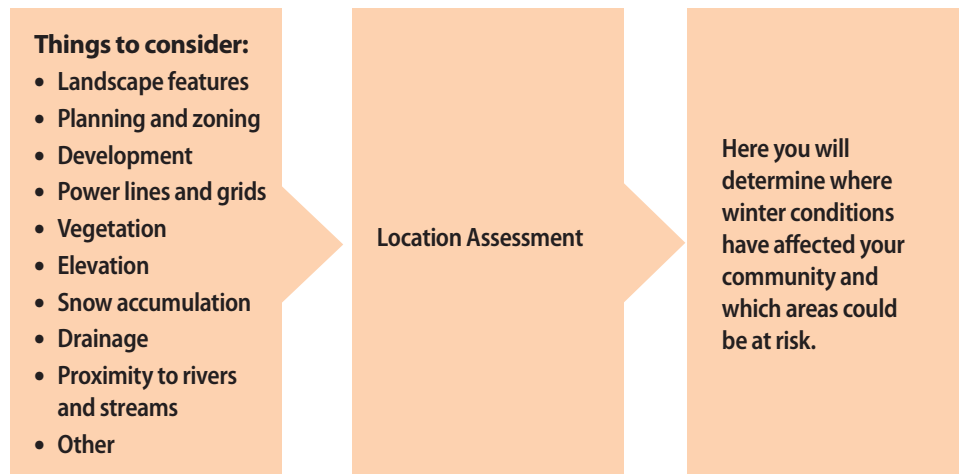 Things to consider:
• Landscape features
• Planning and zoning
• Development
• Power lines and grids
• Vegetation
• Elevation
• Snow accumulation
• Drainage
• Proximity to rivers
and streams
• Other
Location Assessment
Here you will
determine where
winter conditions
have affected your
community and
which areas could
be at risk.